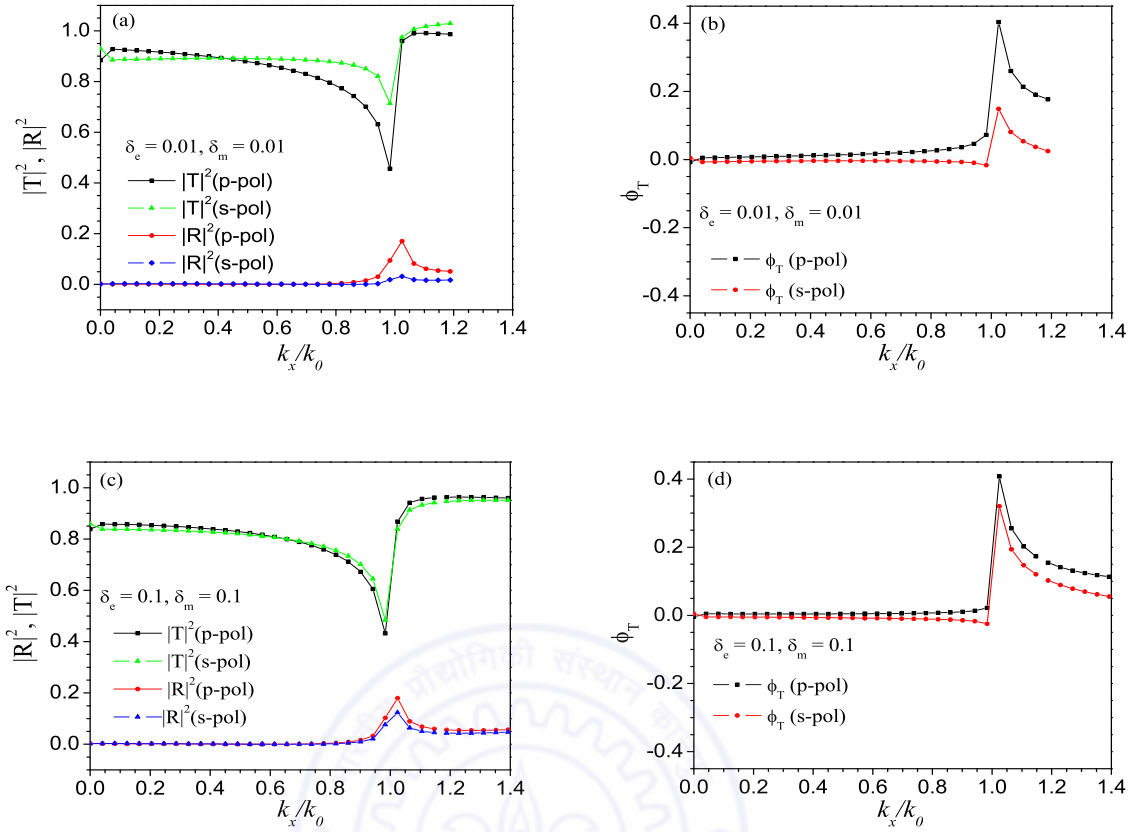 (a)
|T|², |R|²
1.0
0.8
0.6
0.4
0.2
0.0
δₑ = 0.01, δₘ = 0.01
|T|²(p-pol)
|T|²(s-pol)
|R|²(p-pol)
|R|²(s-pol)
0.0 0.2 0.4 0.6 0.8 1.0 1.2 1.4
kₓ/k₀
(b)
ϕ_T
0.4
0.2
0.0
-0.2
-0.4
δₑ = 0.01, δₘ = 0.01
ϕ_T (p-pol)
ϕ_T (s-pol)
0.0 0.2 0.4 0.6 0.8 1.0 1.2 1.4
kₓ/k₀
(c)
|R|², |T|²
1.0
0.8
0.6
0.4
0.2
0.0
δₑ = 0.1, δₘ = 0.1
|T|²(p-pol)
|T|²(s-pol)
|R|²(p-pol)
|R|²(s-pol)
0.0 0.2 0.4 0.6 0.8 1.0 1.2 1.4
kₓ/k₀
(d)
ϕ_T
0.4
0.2
0.0
-0.2
-0.4
δₑ = 0.1, δₘ = 0.1
ϕ_T (p-pol)
ϕ_T (s-pol)
0.0 0.2 0.4 0.6 0.8 1.0 1.2 1.4
kₓ/k₀
प्रौद्योगिकी संस्थान